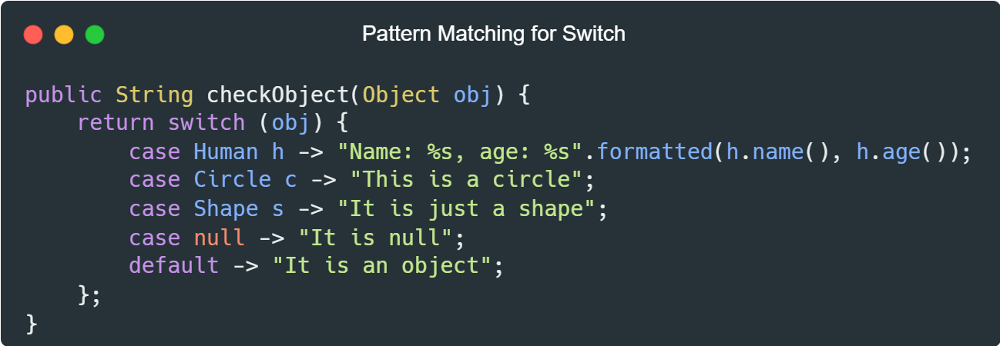 Pattern Matching for Switch
public String checkObject(Object obj) {
    return switch (obj) {
        case Human h -> "Name: %s, age: %s".formatted(h.name(), h.age());
        case Circle c -> "This is a circle";
        case Shape s -> "It is just a shape";
        case null -> "It is null";
        default -> "It is an object";
    };
}